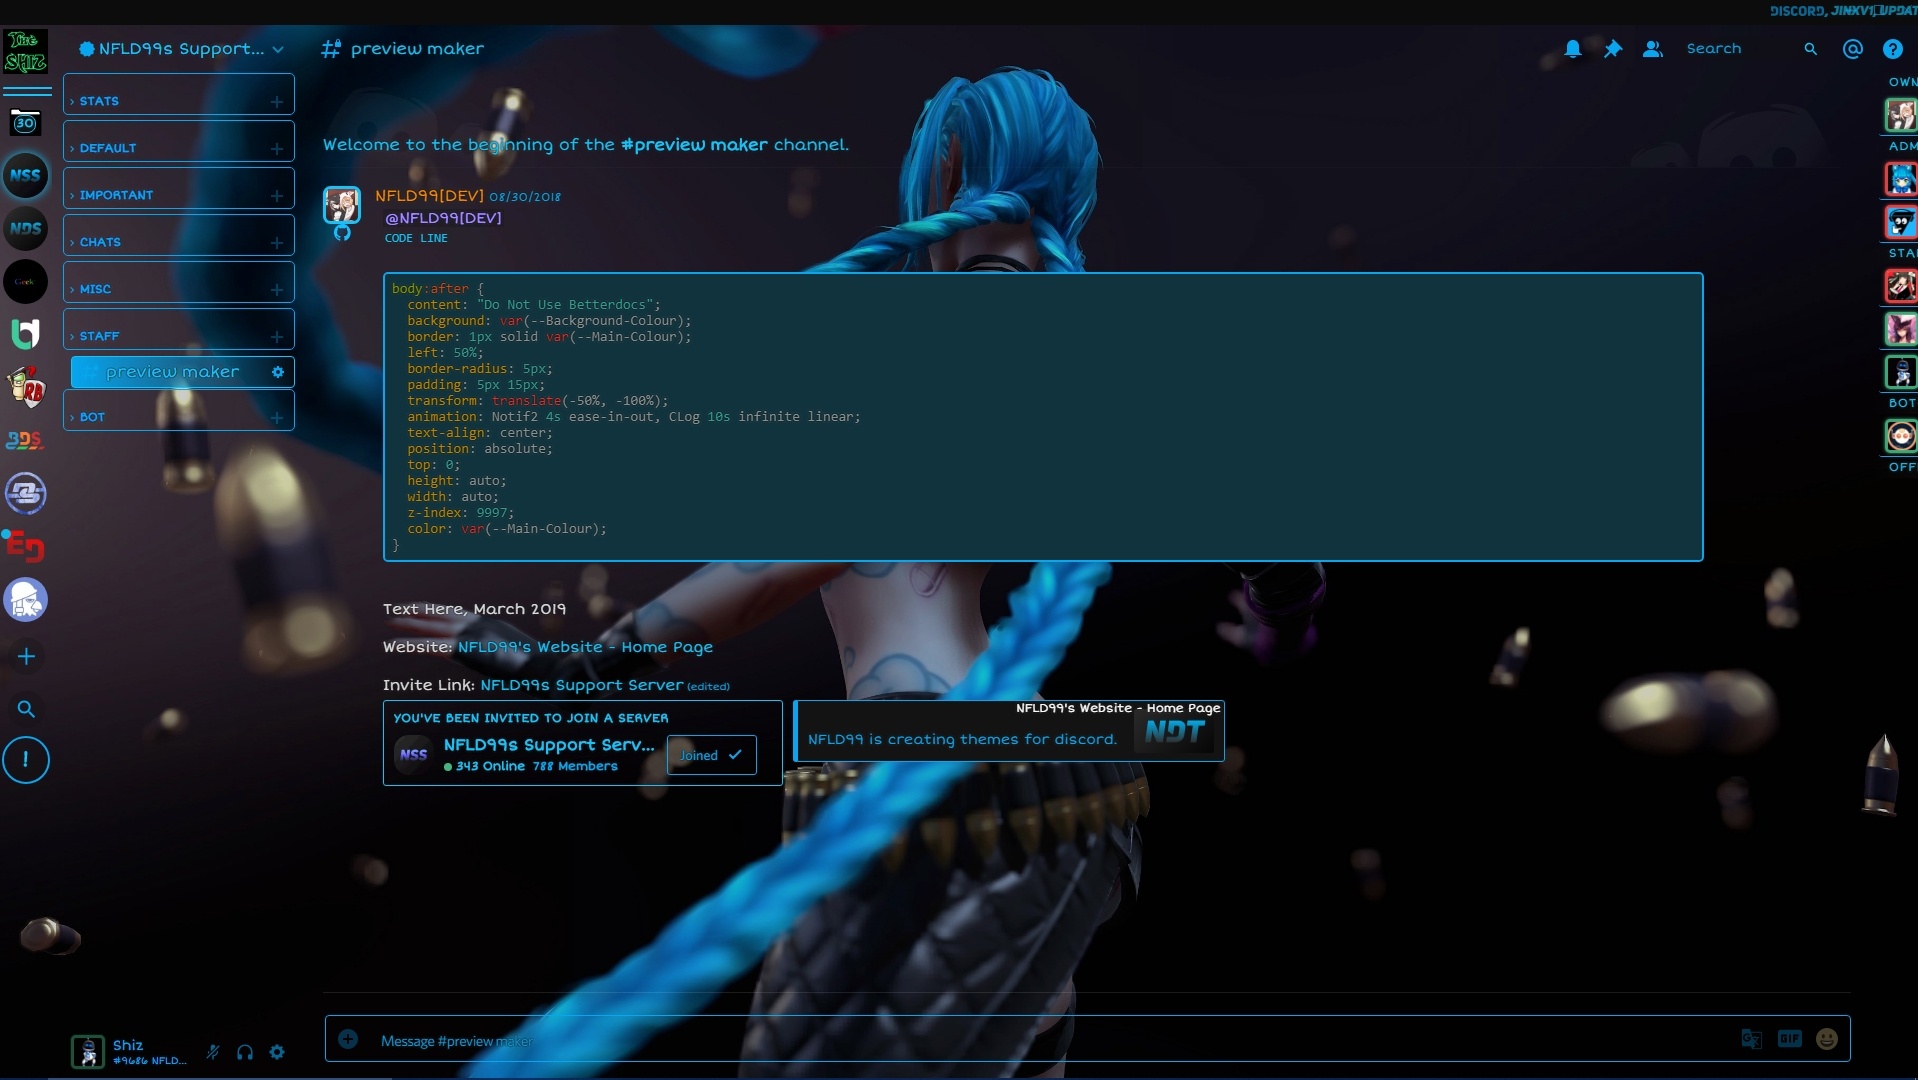 DISCORD, JINXV1, UPDAT
The
SHIZ
NFLD99s Support...
# preview maker
Search
OWN
› STATS
30
› DEFAULT
Welcome to the beginning of the #preview maker channel.
ADM
NSS
› IMPORTANT
NFLD99[DEV] 08/30/2018
@NFLD99[DEV]
NDS
CODE LINE
› CHATS
STA
Geek
› MISC
body:after {
content: "Do Not Use Betterdocs";
background: var(--Background-Colour);
border: 1px solid var(--Main-Colour);
left: 50%;
border-radius: 5px;
padding: 5px 15px;
transform: translate(-50%, -100%);
animation: Notif2 4s ease-in-out, CLog 10s infinite linear;
text-align: center;
position: absolute;
top: 0;
height: auto;
width: auto;
z-index: 9997;
color: var(--Main-Colour);
}
› STAFF
preview maker
RB
› BOT
BOT
BDS
OFF
ED
Text Here, March 2019
Website: NFLD99's Website - Home Page
Invite Link: NFLD99s Support Server (edited)
YOU'VE BEEN INVITED TO JOIN A SERVER
NSS
NFLD99s Support Serv...
343 Online 788 Members
Joined
NFLD99's Website - Home Page
NFLD99 is creating themes for discord.
NDT
!
Shiz
#9686 NFLD...
Message #preview maker
GIF